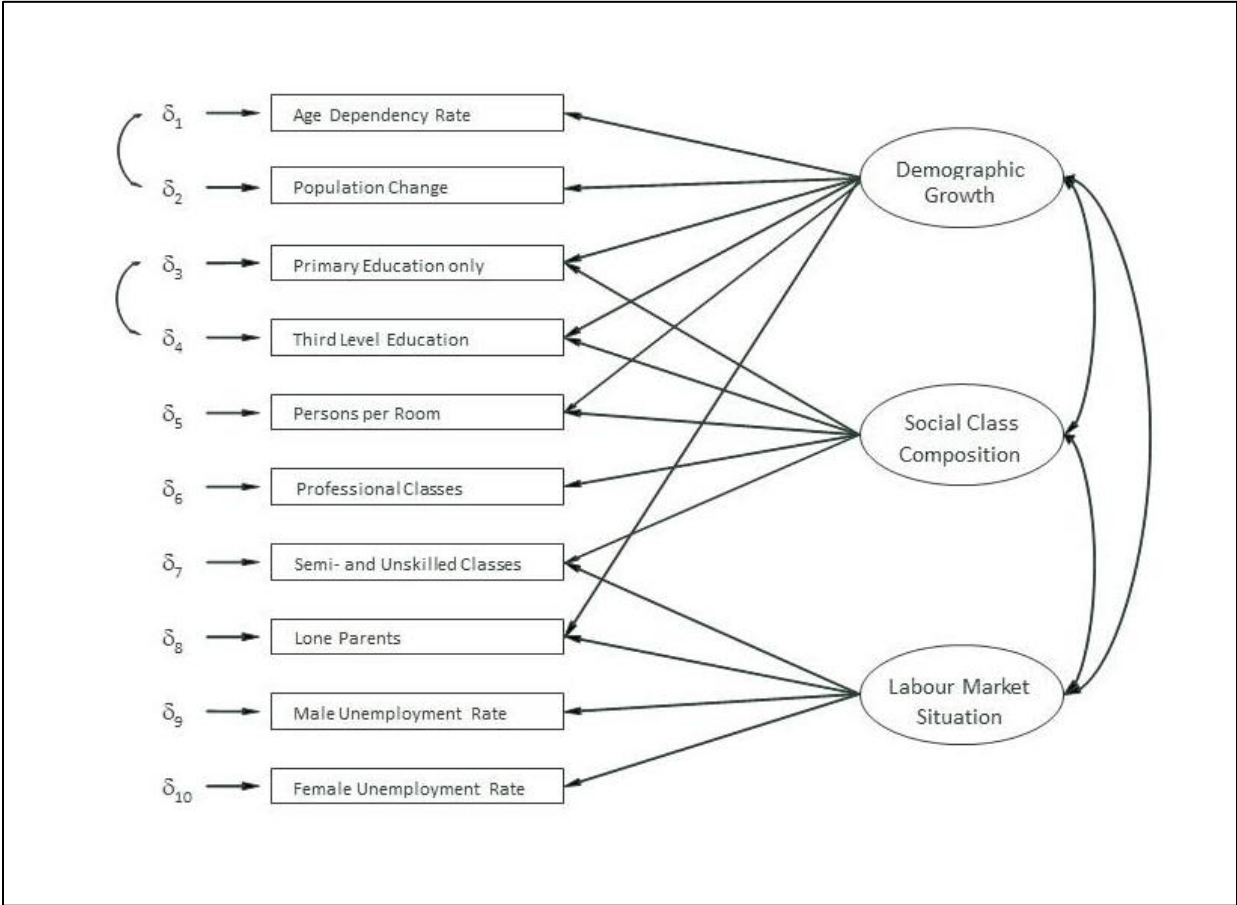 δ1 Age Dependency Rate
δ2 Population Change
δ3 Primary Education only
δ4 Third Level Education
δ5 Persons per Room
δ6 Professional Classes
δ7 Semi- and Unskilled Classes
δ8 Lone Parents
δ9 Male Unemployment Rate
δ10 Female Unemployment Rate
Demographic
Growth
Social Class
Composition
Labour Market
Situation